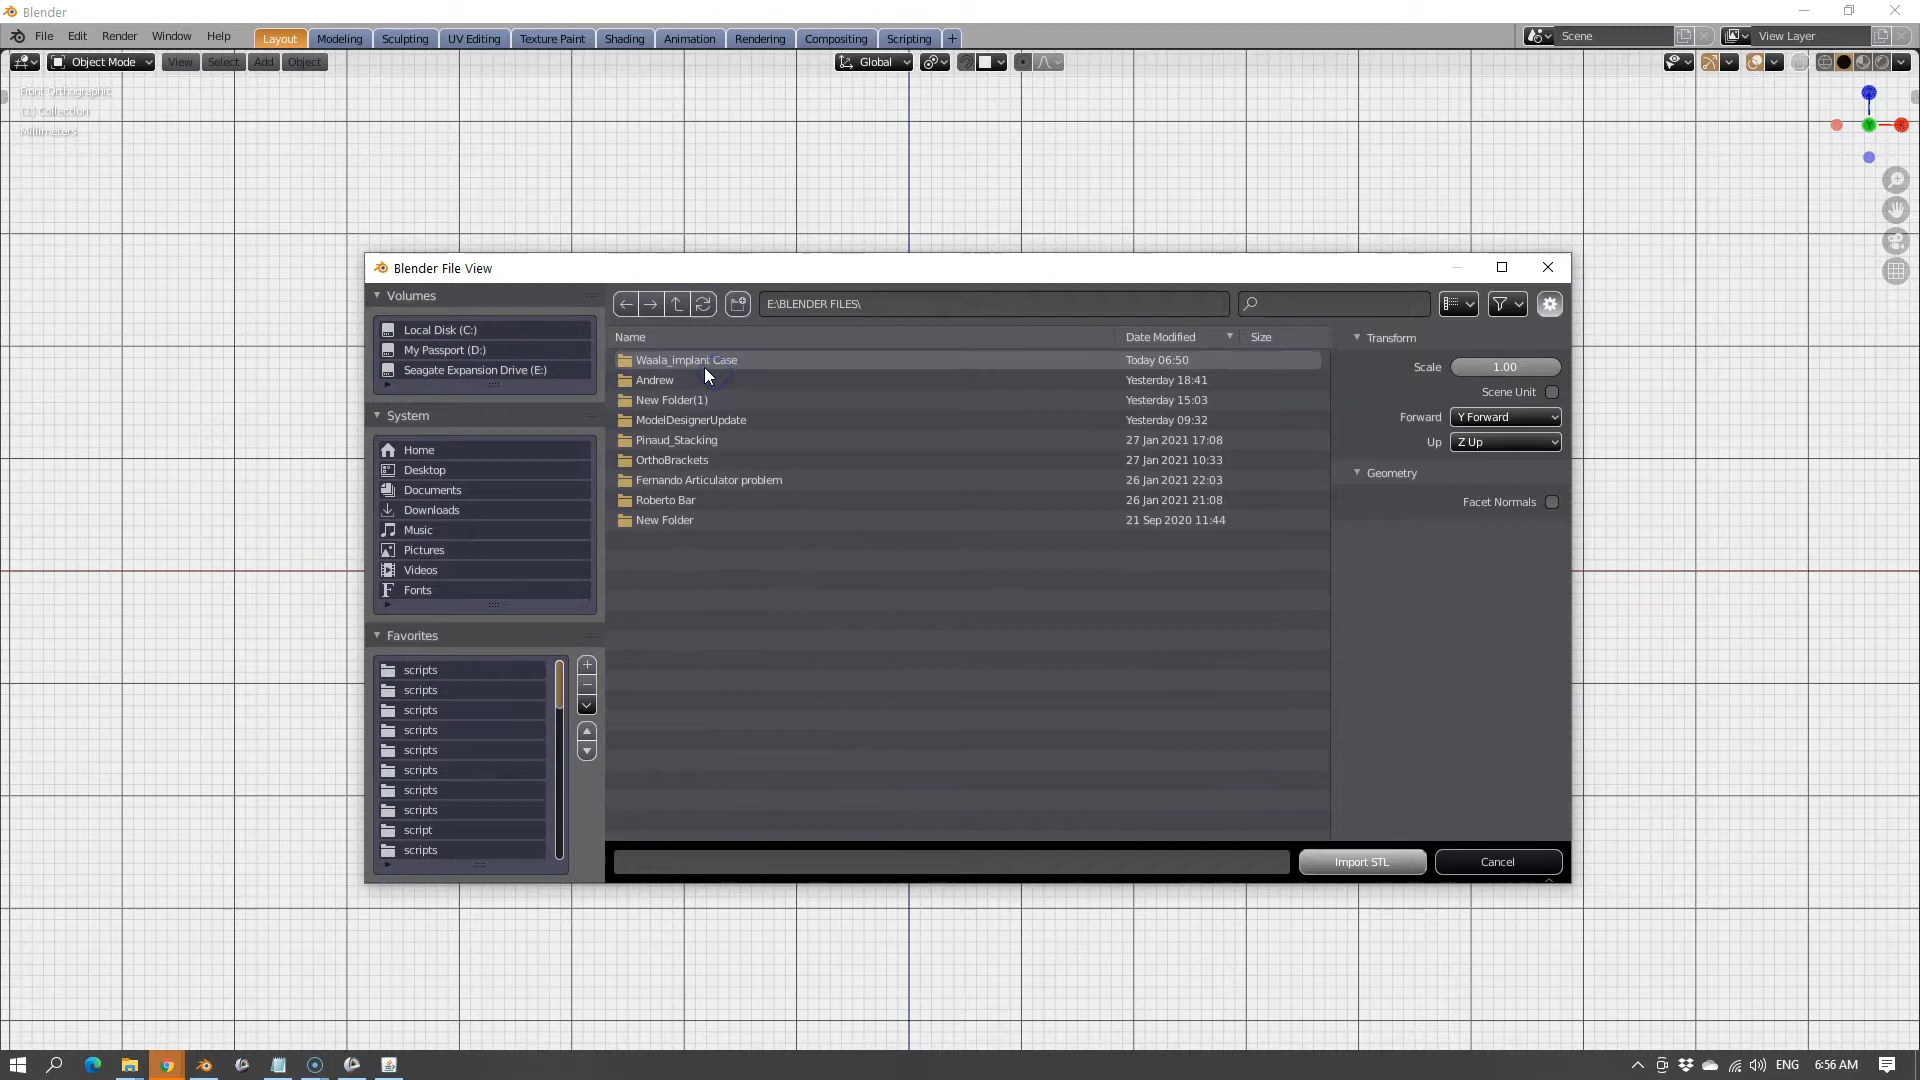 Blender
File Edit Render Window Help Layout Modeling Sculpting UV Editing Texture Paint Shading Animation Rendering Compositing Scripting + Scene View Layer
Object Mode View Select Add Object Global
Front Orthographic
(1) Collection
Millimeters
Blender File View
Volumes
Local Disk (C:)
My Passport (D:)
Seagate Expansion Drive (E:)
System
Home
Desktop
Documents
Downloads
Music
Pictures
Videos
Fonts
Favorites
scripts
scripts
scripts
scripts
scripts
scripts
scripts
scripts
script
scripts
E:\BLENDER FILES\
Name Date Modified Size
Waala_implant Case Today 06:50
Andrew Yesterday 18:41
New Folder(1) Yesterday 15:03
ModelDesignerUpdate Yesterday 09:32
Pinaud_Stacking 27 Jan 2021 17:08
OrthoBrackets 27 Jan 2021 10:33
Fernando Articulator problem 26 Jan 2021 22:03
Roberto Bar 26 Jan 2021 21:08
New Folder 21 Sep 2020 11:44
Transform
Scale 1.00
Scene Unit
Forward Y Forward
Up Z Up
Geometry
Facet Normals
Import STL Cancel
ENG 6:56 AM